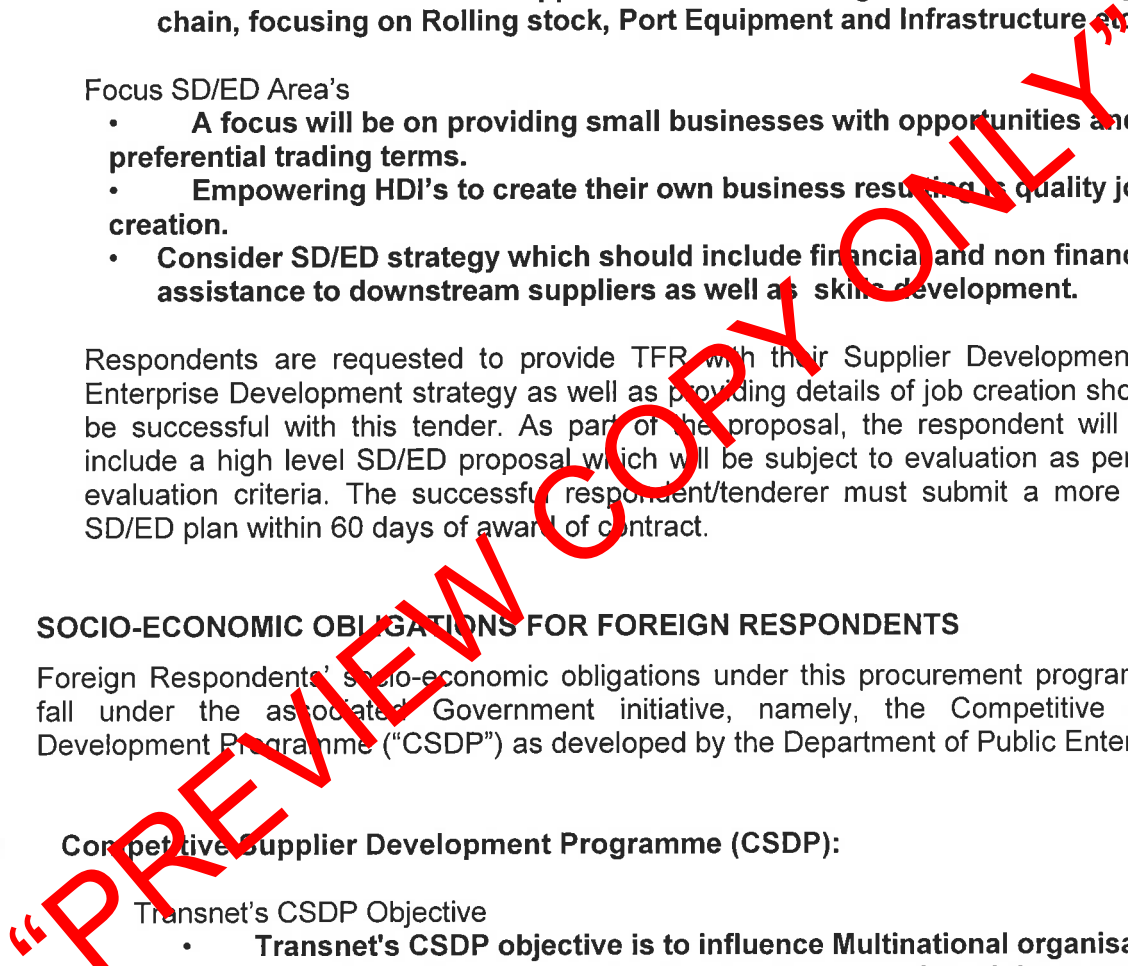 chain, focusing on Rolling stock, Port Equipment and Infrastructure etc
Focus SD/ED Area's
• A focus will be on providing small businesses with opportunities and
preferential trading terms.
• Empowering HDI's to create their own business resulting is quality
creation.
• Consider SD/ED strategy which should include financial and non
assistance to downstream suppliers as well as skills development.
Respondents are requested to provide TFR with their Supplier
Enterprise Development strategy as well as providing details of job creation
be successful with this tender. As part of the proposal, the respondent will
include a high level SD/ED proposal which will be subject to evaluation as per
evaluation criteria. The successful respondent/tenderer must submit a more
SD/ED plan within 60 days of award of contract.
SOCIO-ECONOMIC OBLIGATIONS FOR FOREIGN RESPONDENTS
Foreign Respondents' socio-economic obligations under this procurement
fall under the associated Government initiative, namely, the Competitive
Development Programme ("CSDP") as developed by the Department of Public
Competitive Supplier Development Programme (CSDP):
Transnet's CSDP Objective
• Transnet's CSDP objective is to influence Multinational
"PREVIEW COPY ONLY"